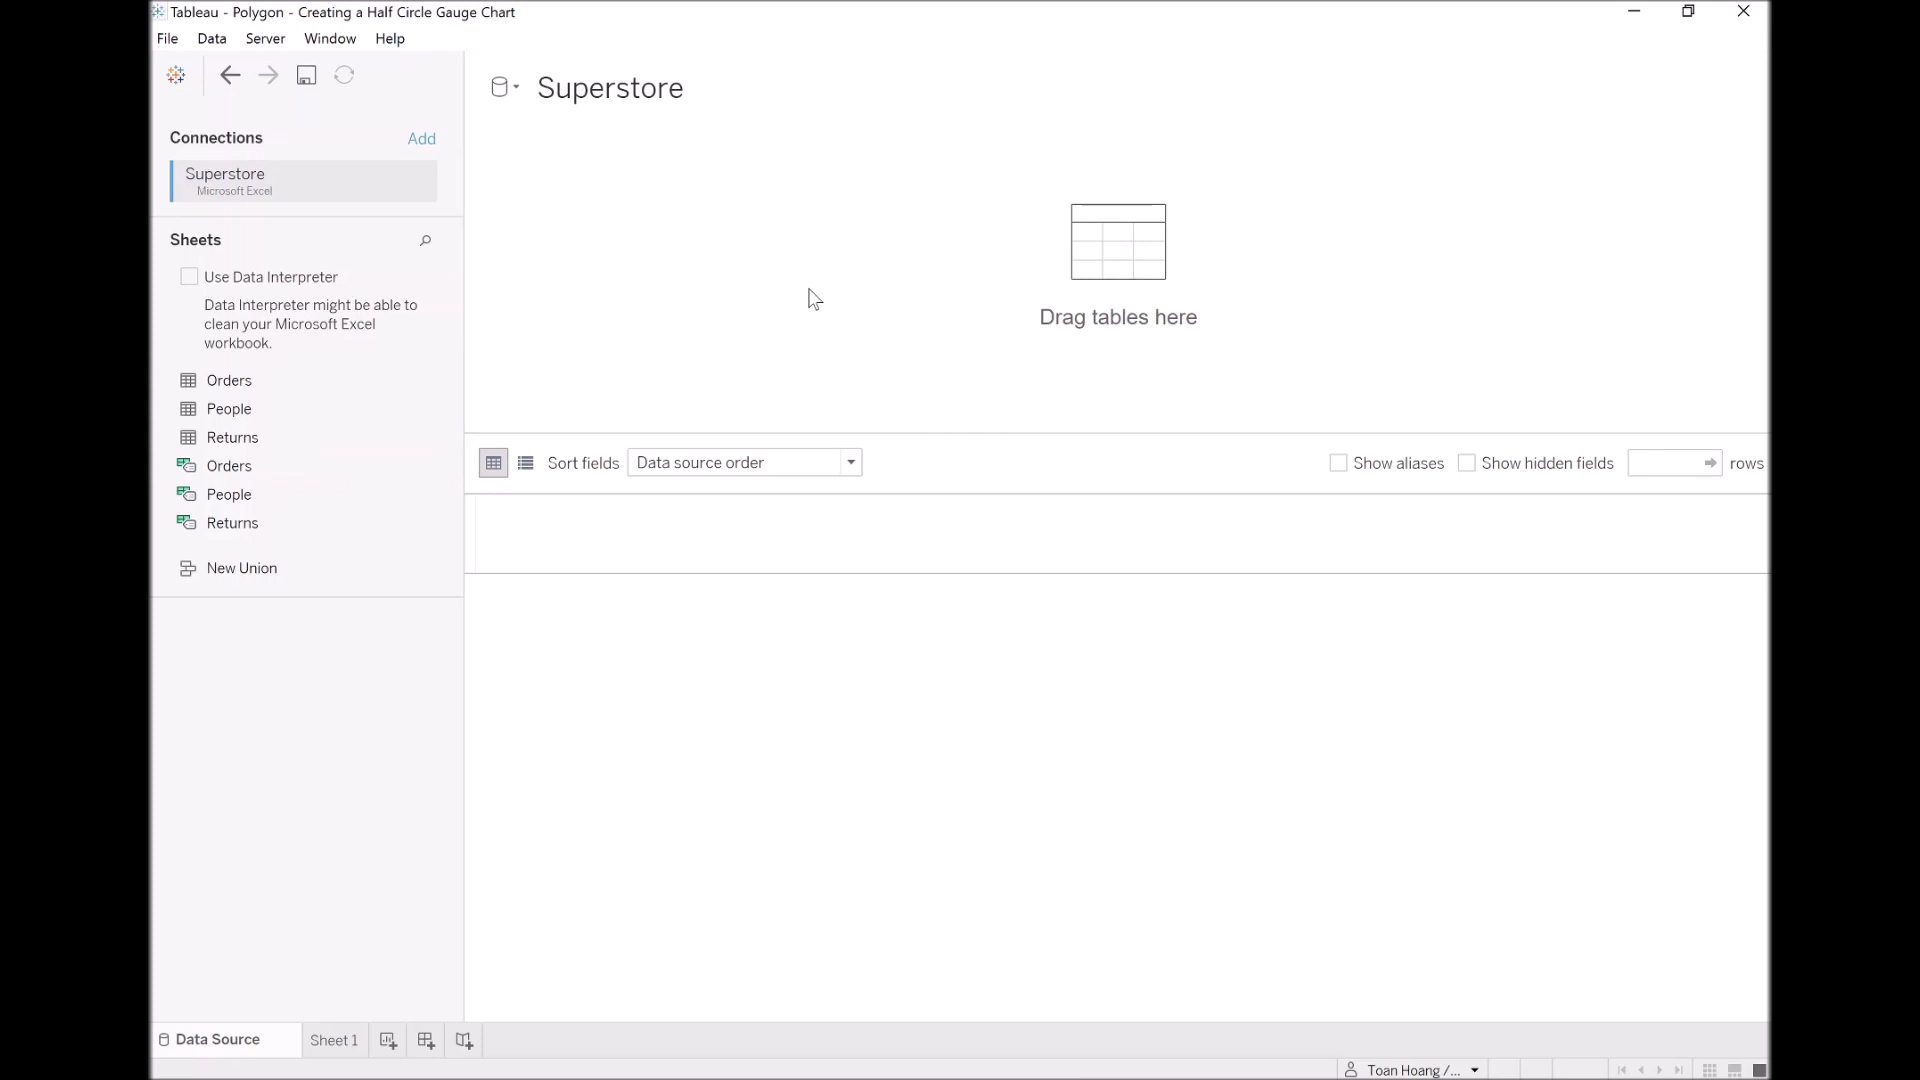 Tableau - Polygon - Creating a Half Circle Gauge Chart
File Data Server Window Help
Superstore
Connections Add
Superstore
Microsoft Excel
Sheets
Use Data Interpreter
Data Interpreter might be able to
clean your Microsoft Excel
workbook.
Orders
People
Returns
Orders
People
Returns
New Union
Drag tables here
Sort fields Data source order Show aliases Show hidden fields rows
Data Source Sheet 1
Toan Hoang /...